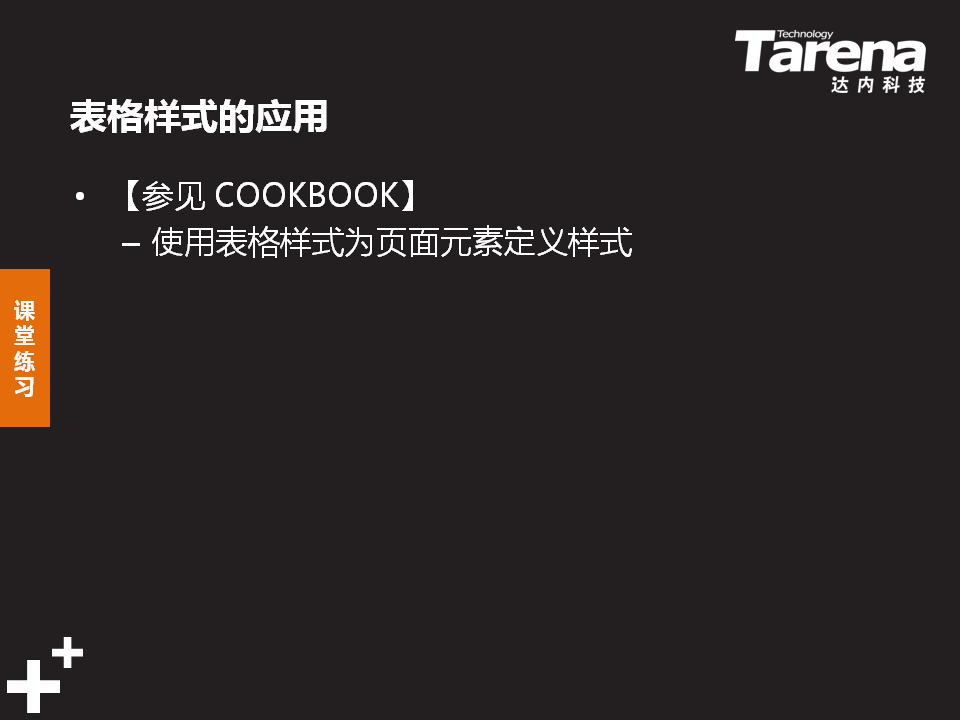 Technology
Tarena
达内科技
表格样式的应用
• 【参见 COOKBOOK】
– 使用表格样式为页面元素定义样式
课堂练习